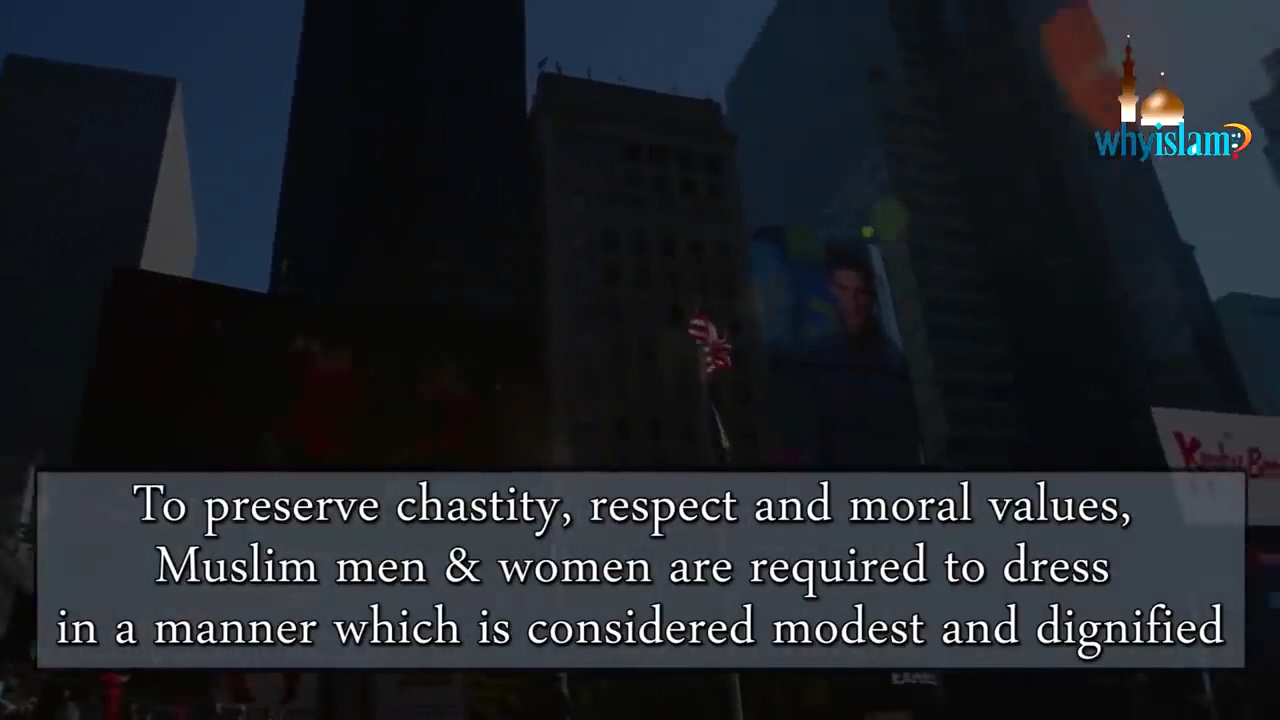 whyislam?
To preserve chastity, respect and moral values,
Muslim men & women are required to dress
in a manner which is considered modest and dignified